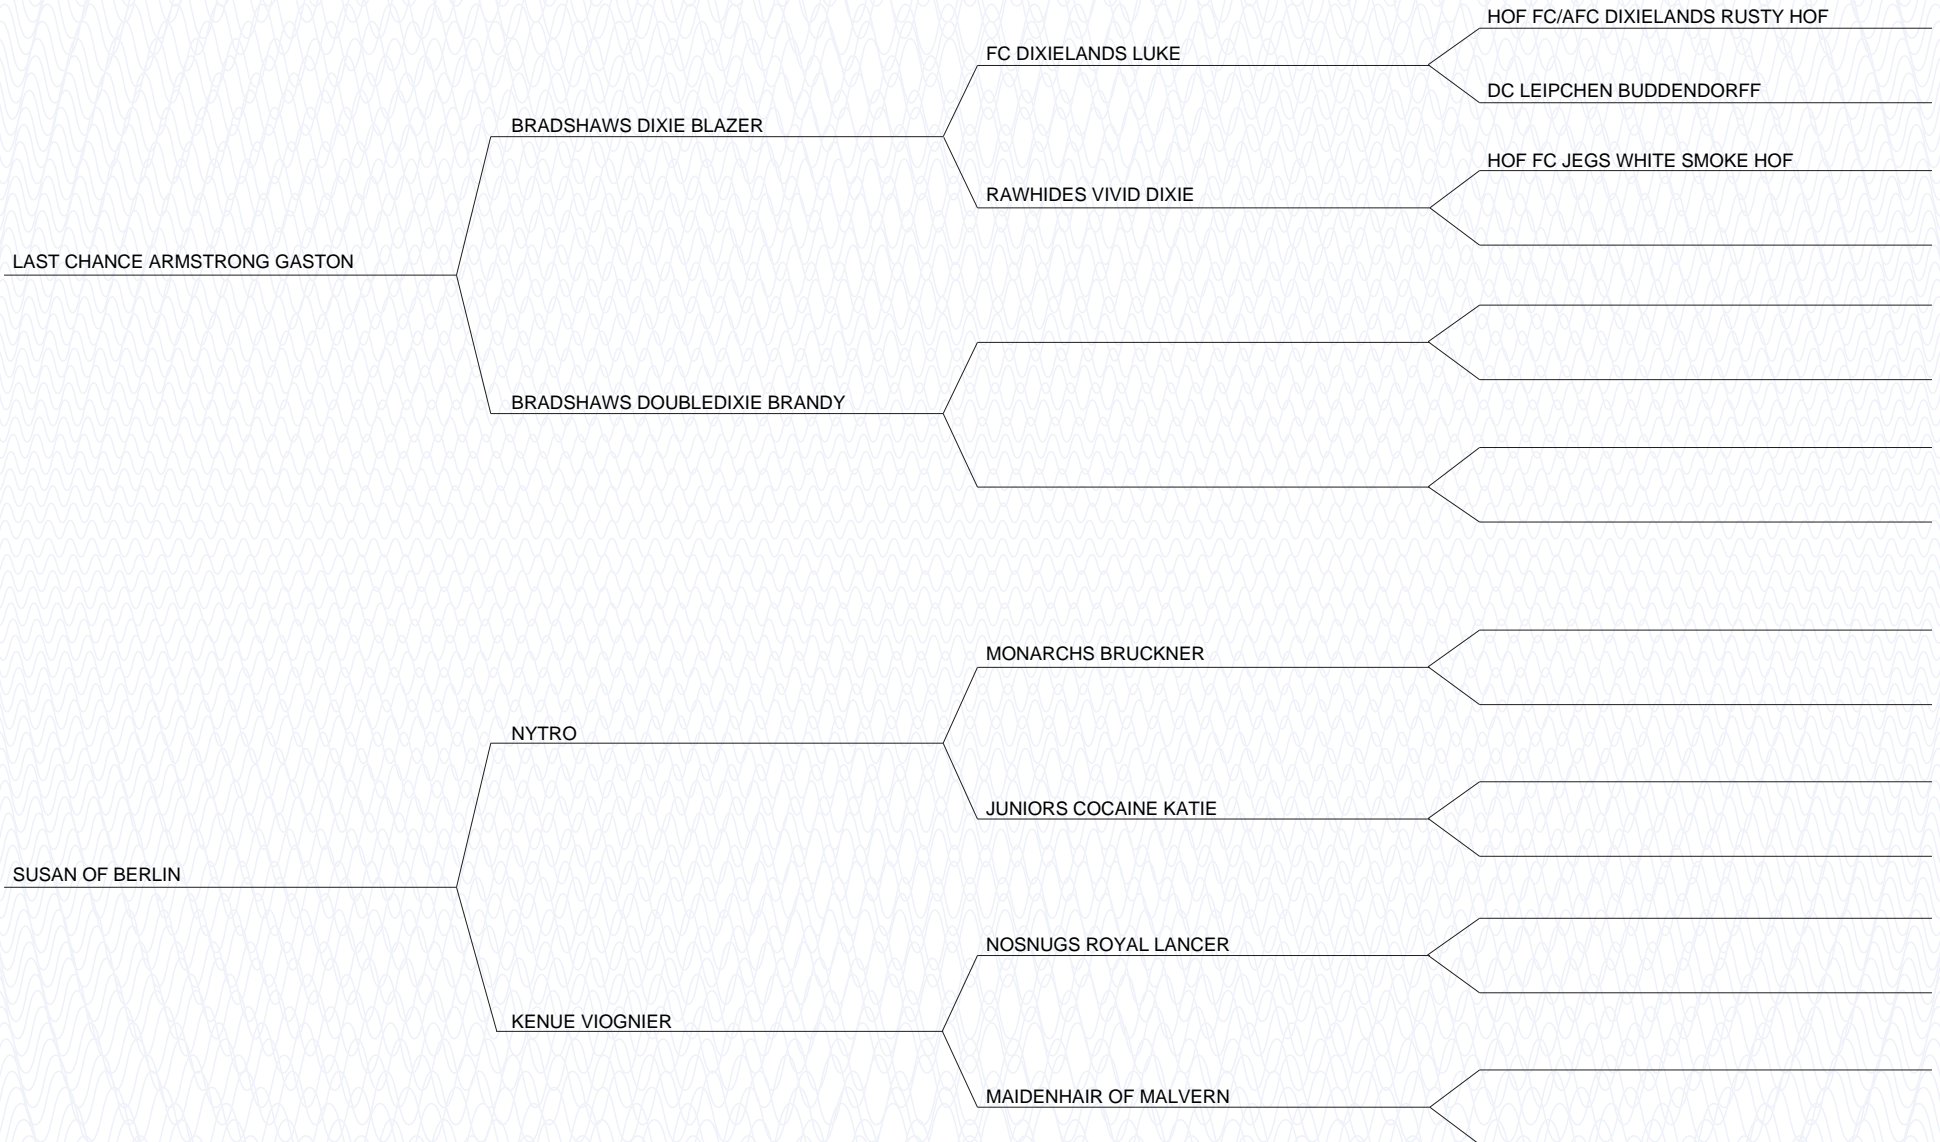 HOF FC/AFC DIXIELANDS RUSTY HOF
FC DIXIELANDS LUKE
DC LEIPCHEN BUDDENDORFF
BRADSHAWS DIXIE BLAZER
HOF FC JEGS WHITE SMOKE HOF
RAWHIDES VIVID DIXIE
LAST CHANCE ARMSTRONG GASTON
BRADSHAWS DOUBLEDIXIE BRANDY
MONARCHS BRUCKNER
NYTRO
JUNIORS COCAINE KATIE
SUSAN OF BERLIN
NOSNUGS ROYAL LANCER
KENUE VIOGNIER
MAIDENHAIR OF MALVERN